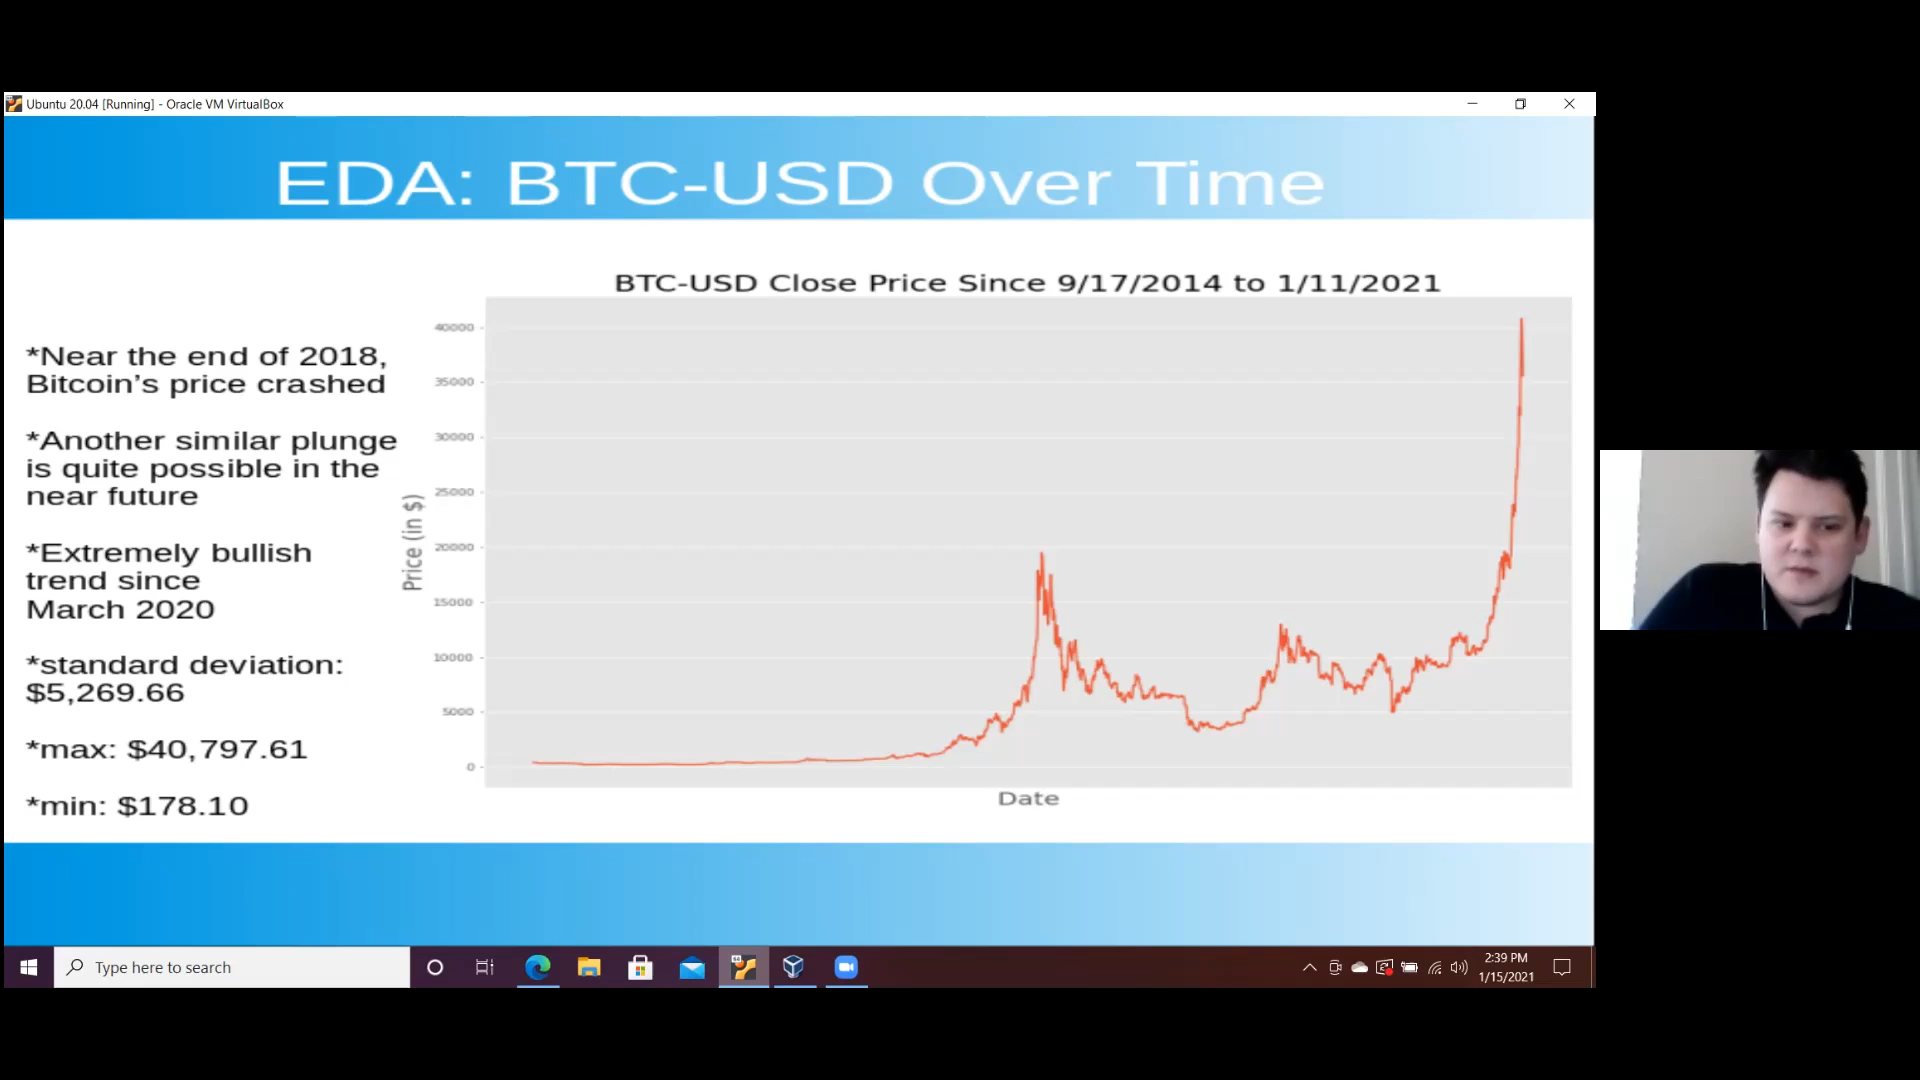 Ubuntu 20.04 [Running] - Oracle VM VirtualBox
EDA: BTC-USD Over Time
*Near the end of 2018,
Bitcoin's price crashed
*Another similar plunge
is quite possible in the
near future
*Extremely bullish
trend since
March 2020
*standard deviation:
$5,269.66
*max: $40,797.61
*min: $178.10
BTC-USD Close Price Since 9/17/2014 to 1/11/2021
Price (in $)
40000
35000
30000
25000
20000
15000
10000
5000
0
Date
Type here to search
2:39 PM
1/15/2021